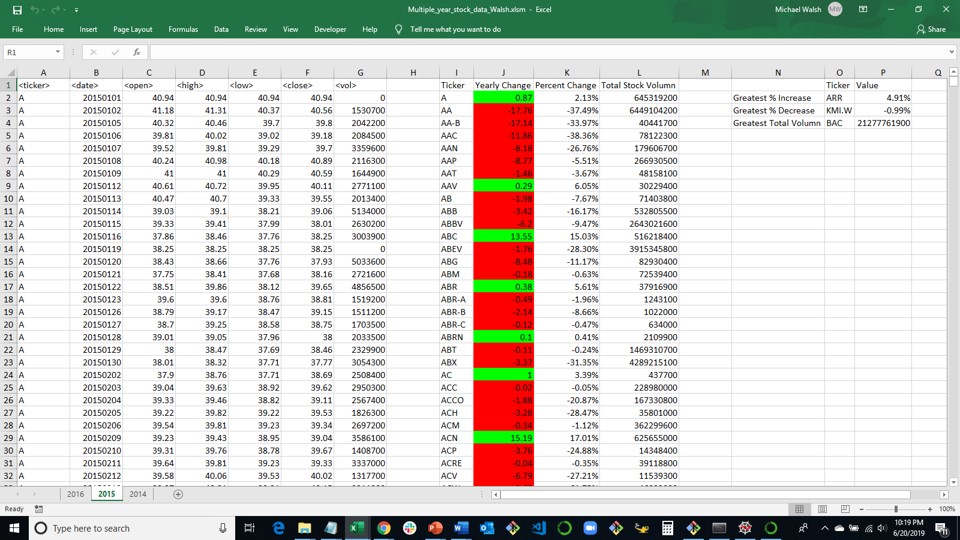 Multiple_year_stock_data_Walsh.xlsm - Excel
Michael Walsh MW
File Home Insert Page Layout Formulas Data Review View Developer Help Tell me what you want to do Share
R1 fx
A B C D E F G H I J K L M N O P Q
1 <ticker> <date> <open> <high> <low> <close> <vol> Ticker Yearly Change Percent Change Total Stock Volumn Ticker Value
2 A 20150101 40.94 40.94 40.94 40.94 0 A 0.87 2.13% 645319200 Greatest % Increase ARR 4.91%
3 A 20150102 41.18 41.31 40.37 40.56 1530700 AA -17.76 -37.49% 6449104200 Greatest % Decrease KMI.W -0.99%
4 A 20150105 40.32 40.46 39.7 39.8 2042200 AA-B -17.14 -33.97% 40441700 Greatest Total Volumn BAC 21277761900
5 A 20150106 39.81 40.02 39.02 39.18 2084500 AAC -11.86 -38.36% 78122300
6 A 20150107 39.52 39.81 39.29 39.7 3359600 AAN -8.18 -26.76% 179606700
7 A 20150108 40.24 40.98 40.18 40.89 2116300 AAP -8.77 -5.51% 266930500
8 A 20150109 41 41 40.29 40.59 1644900 AAT -1.46 -3.67% 48158100
9 A 20150112 40.61 40.72 39.95 40.11 2771100 AAV 0.29 6.05% 30229400
10 A 20150113 40.47 40.7 39.33 39.55 2013400 AB -1.98 -7.67% 71403800
11 A 20150114 39.03 39.1 38.21 39.06 5134000 ABB -3.42 -16.17% 532805500
12 A 20150115 39.33 39.41 37.99 38.01 2630200 ABBV -6.2 -9.47% 2643021600
13 A 20150116 37.86 38.46 37.76 38.25 3003900 ABC 13.55 15.03% 516218400
14 A 20150119 38.25 38.25 38.25 38.25 0 ABEV -1.76 -28.30% 3915345800
15 A 20150120 38.43 38.66 37.76 37.93 5033600 ABG -8.48 -11.17% 82930400
16 A 20150121 37.75 38.41 37.68 38.16 2721600 ABM -0.18 -0.63% 72539400
17 A 20150122 38.51 39.86 38.12 39.65 4856500 ABR 0.38 5.61% 37916900
18 A 20150123 39.6 39.6 38.76 38.81 1519200 ABR-A -0.49 -1.96% 1243100
19 A 20150126 38.79 39.17 38.47 39.15 1511200 ABR-B -2.14 -8.66% 1022000
20 A 20150127 38.7 39.25 38.58 38.75 1703500 ABR-C -0.12 -0.47% 634000
21 A 20150128 39.01 39.05 37.96 38 2033500 ABRN 0.1 0.41% 2109900
22 A 20150129 38 38.47 37.69 38.46 2329900 ABT -0.11 -0.24% 1469310700
23 A 20150130 38.01 38.32 37.71 37.77 3054300 ABX -3.37 -31.35% 4289215100
24 A 20150202 37.9 38.76 37.71 38.69 2508400 AC 1 3.39% 437700
25 A 20150203 39.04 39.63 38.92 39.62 2950300 ACC -0.02 -0.05% 228980000
26 A 20150204 39.33 39.46 38.82 39.11 2567400 ACCO -1.88 -20.87% 167330800
27 A 20150205 39.22 39.82 39.22 39.53 1826300 ACH -3.28 -28.47% 35801000
28 A 20150206 39.54 39.81 39.23 39.34 2697200 ACM -0.34 -1.12% 362299600
29 A 20150209 39.23 39.43 38.95 39.04 3586100 ACN 15.19 17.01% 625655000
30 A 20150210 39.31 39.76 38.78 39.67 1408700 ACP -3.76 -24.88% 14348400
31 A 20150211 39.64 39.81 39.23 39.33 3337000 ACRE -0.04 -0.35% 39118800
32 A 20150212 39.58 40.06 39.53 40.02 1317700 ACV -6.79 -27.21% 11539300
2016 2015 2014
Ready 100%
Type here to search
10:19 PM
6/20/2019